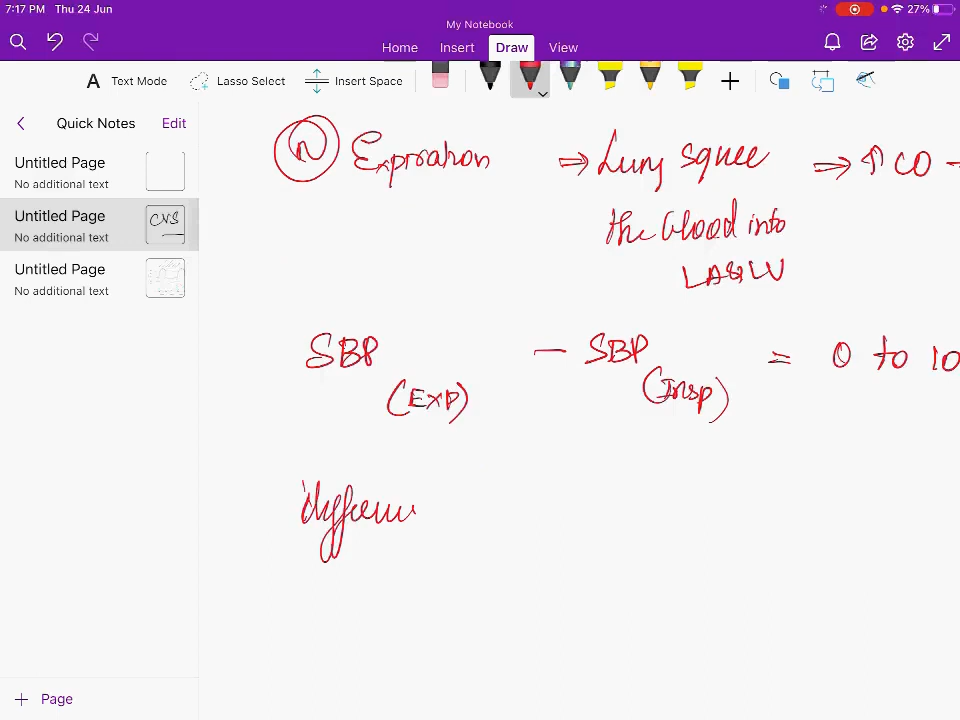 7:17 PM Thu 24 Jun 27%
My Notebook
Home Insert Draw View
Text Mode Lasso Select Insert Space
Quick Notes Edit
Untitled Page
No additional text
Untitled Page
No additional text
CNS
Untitled Page
No additional text
Page
N Expiration ⇒ Lung squee ⇒ ↑ CO
the blood into
LA & LV
SBP - SBP = 0 to 10
(Exp) (Insp)